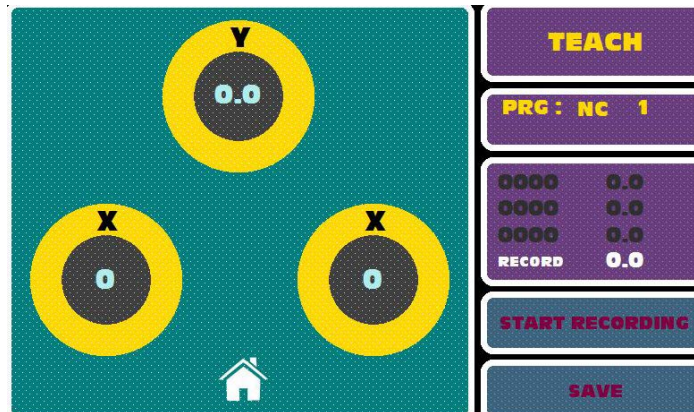 Y
0.0
X
0
X
0
TEACH
PRG : NC 1
0000 0.0
0000 0.0
0000 0.0
RECORD 0.0
START RECORDING
SAVE